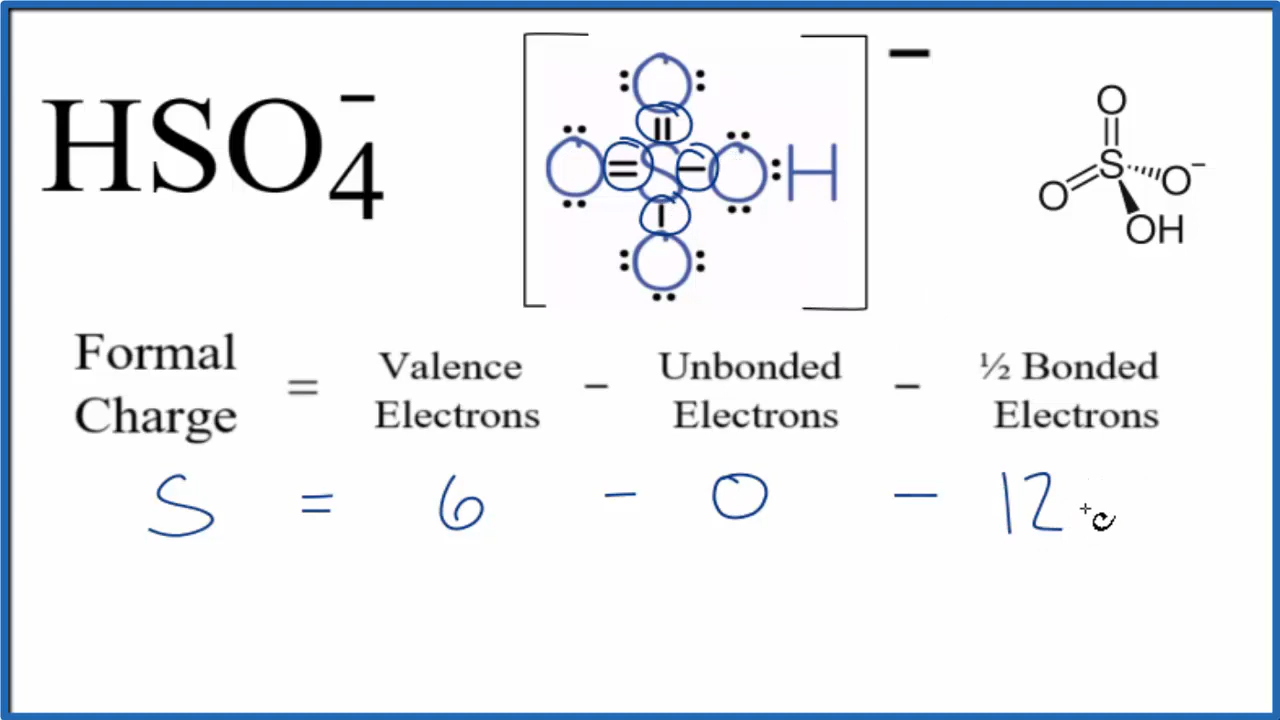 HSO₄⁻
O
O = S – O : H
O
–
O
S
O
O⁻
OH
Formal Charge = Valence Electrons – Unbonded Electrons – ½ Bonded Electrons
S = 6 – 0 – 12